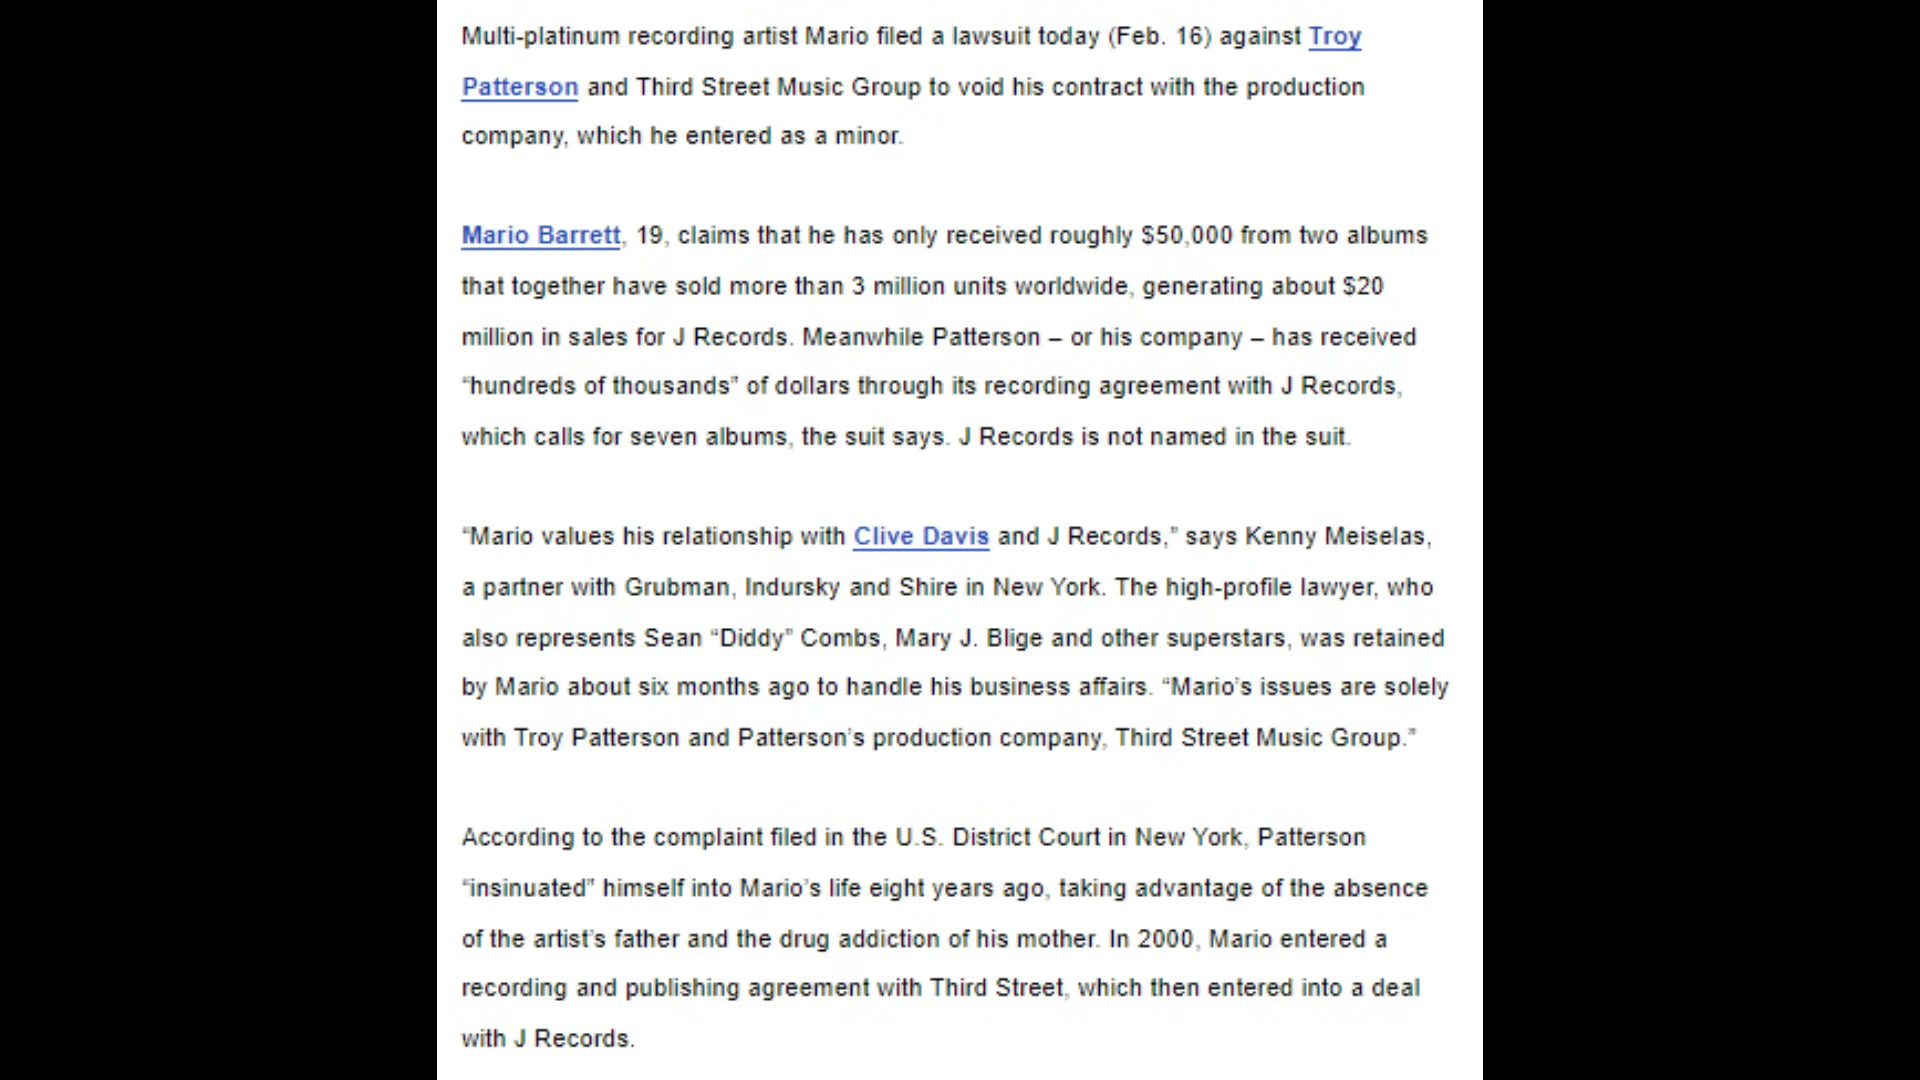 Multi-platinum recording artist Mario filed a lawsuit today (Feb. 16) against Troy
Patterson and Third Street Music Group to void his contract with the production
company, which he entered as a minor.
Mario Barrett, 19, claims that he has only received roughly $50,000 from two albums
that together have sold more than 3 million units worldwide, generating about $20
million in sales for J Records. Meanwhile Patterson – or his company – has received
“hundreds of thousands” of dollars through its recording agreement with J Records,
which calls for seven albums, the suit says. J Records is not named in the suit.
“Mario values his relationship with Clive Davis and J Records,” says Kenny Meiselas,
a partner with Grubman, Indursky and Shire in New York. The high-profile lawyer, who
also represents Sean “Diddy” Combs, Mary J. Blige and other superstars, was retained
by Mario about six months ago to handle his business affairs. “Mario’s issues are solely
with Troy Patterson and Patterson’s production company, Third Street Music Group.”
According to the complaint filed in the U.S. District Court in New York, Patterson
“insinuated” himself into Mario’s life eight years ago, taking advantage of the absence
of the artist’s father and the drug addiction of his mother. In 2000, Mario entered a
recording and publishing agreement with Third Street, which then entered into a deal
with J Records.